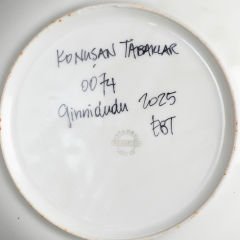 KONUŞAN TABAKLAR
0074
ginnidudu 2025
EBT